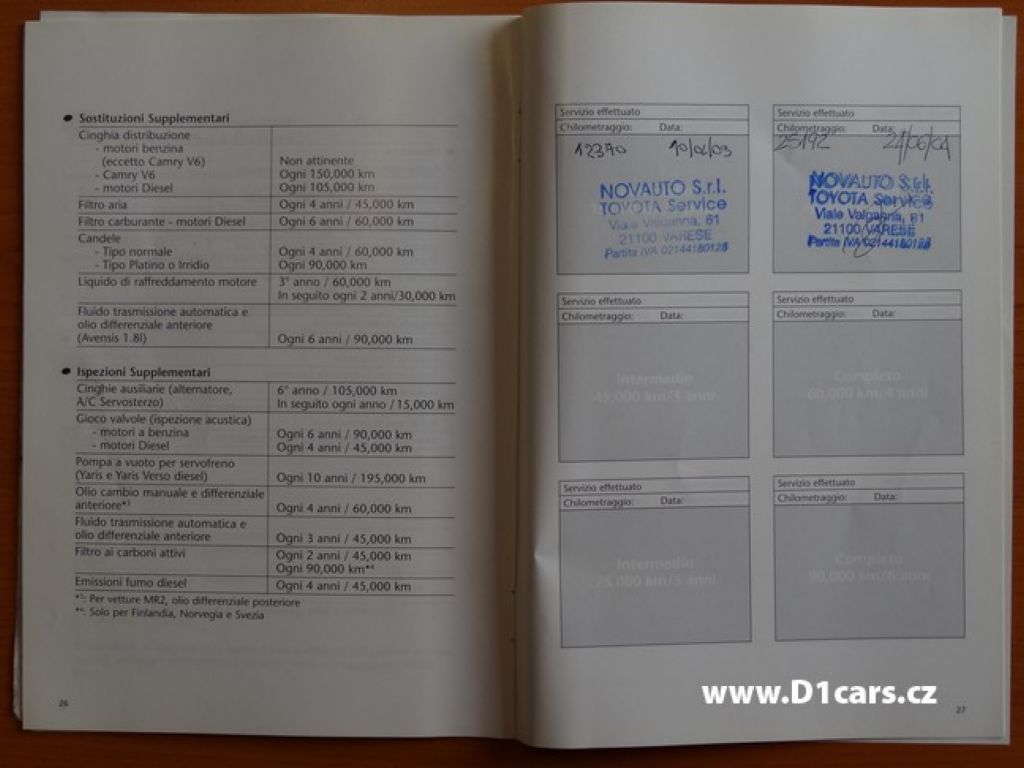 ● Sostituzioni Supplementari
Cinghia distribuzione
- motori benzina
(eccetto Camry V6) Non attinente
- Camry V6 Ogni 150,000 km
- motori Diesel Ogni 105,000 km
Filtro aria Ogni 4 anni / 45,000 km
Filtro carburante - motori Diesel Ogni 6 anni / 60,000 km
Candele
- Tipo normale Ogni 4 anni / 60,000 km
- Tipo Platino o Irridio Ogni 90,000 km
Liquido di raffreddamento motore 3° anno / 60,000 km
In seguito ogni 2 anni/30,000 km
Fluido trasmissione automatica e
olio differenziale anteriore
(Avensis 1.8l) Ogni 6 anni / 90,000 km
● Ispezioni Supplementari
Cinghie ausiliarie (alternatore, 6° anno / 105,000 km
A/C Servosterzo) In seguito ogni anno / 15,000 km
Gioco valvole (ispezione acustica)
- motori a benzina Ogni 6 anni / 90,000 km
- motori Diesel Ogni 4 anni / 45,000 km
Pompa a vuoto per servofreno
(Yaris e Yaris Verso diesel) Ogni 10 anni / 195,000 km
Olio cambio manuale e differenziale
anteriore*³ Ogni 4 anni / 60,000 km
Fluido trasmissione automatica e
olio differenziale anteriore Ogni 3 anni / 45,000 km
Filtro ai carboni attivi Ogni 2 anni / 45,000 km
Ogni 90,000 km*⁴
Emissioni fumo diesel Ogni 4 anni / 45,000 km
*³: Per vetture MR2, olio differenziale posteriore
*⁴: Solo per Finlandia, Norvegia e Svezia
26
Servizio effettuato
Chilometraggio: Data:
12370
NOVAUTO S.r.l.
TOYOTA Service
Viale Valganna, 61
21100 VARESE
Partita IVA 02144180128
Servizio effettuato
Chilometraggio: Data:
25192 24/06/04
NOVAUTO S.r.l.
TOYOTA Service
Viale Valganna, 61
21100 VARESE
Partita IVA 02144180128
Servizio effettuato
Chilometraggio: Data:
Intermedio
45,000 km/3 anni
Servizio effettuato
Chilometraggio: Data:
Completo
60,000 km/4 anni
Servizio effettuato
Chilometraggio: Data:
Intermedio
75,000 km/5 anni
Servizio effettuato
Chilometraggio: Data:
Completo
90,000 km/6 anni
27
www.D1cars.cz